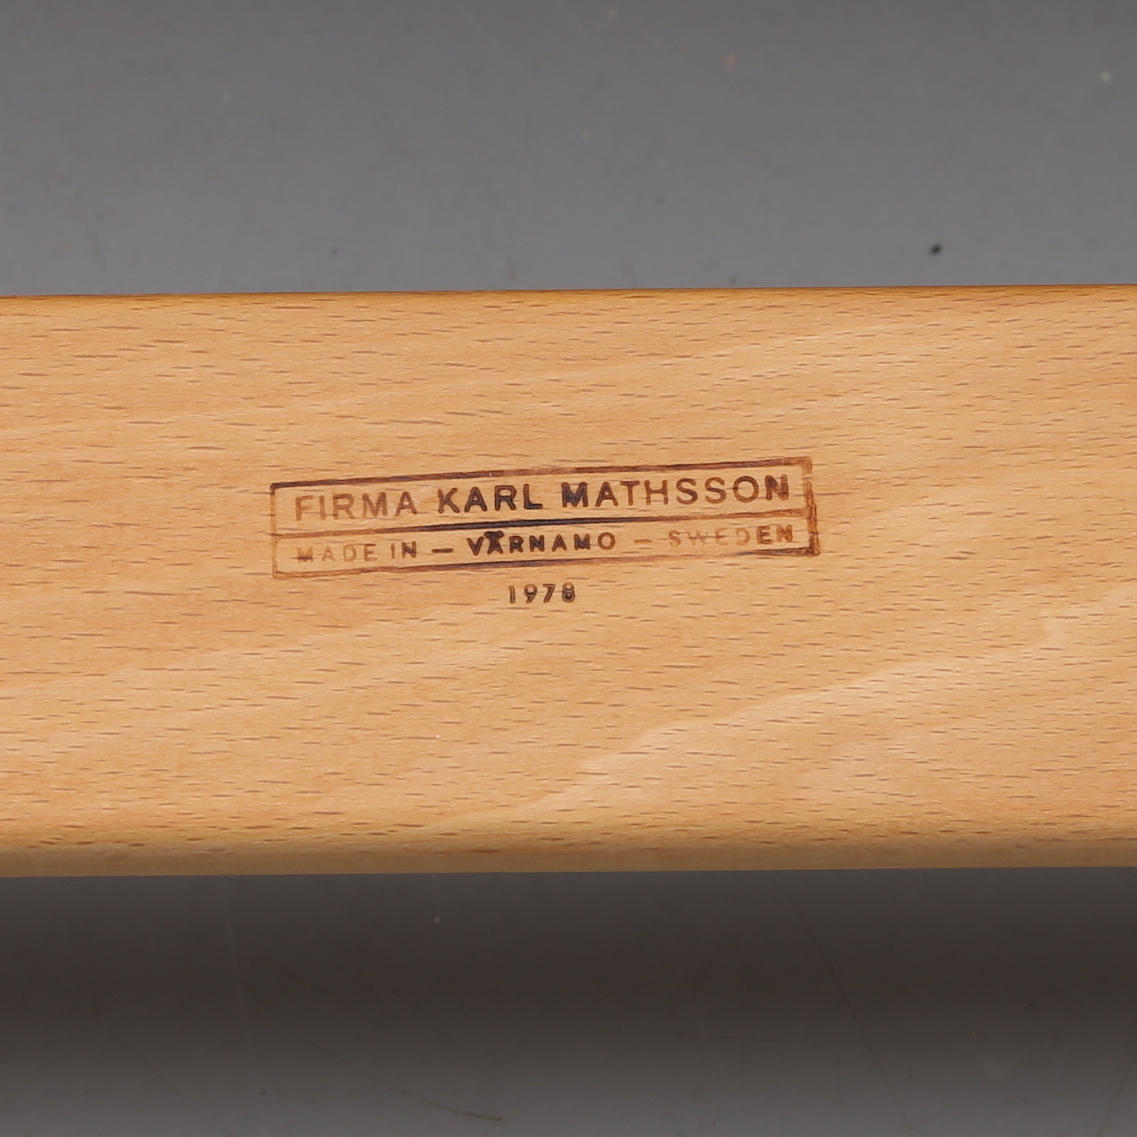 FIRMA KARL MATHSSON
MADE IN – VÄRNAMO – SWEDEN
1978